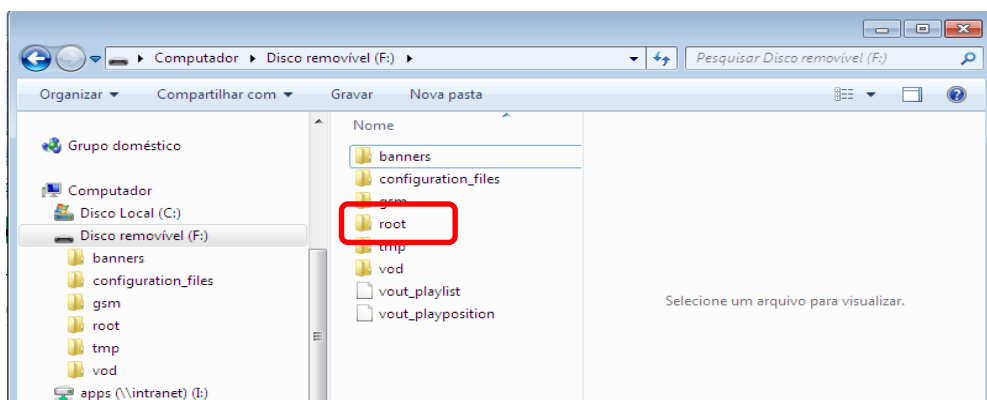 Computador Disco removível (F:)
Pesquisar Disco removível (F:)
Organizar Compartilhar com Gravar Nova pasta
Grupo doméstico
Computador
Disco Local (C:)
Disco removível (F:)
banners
configuration_files
gsm
root
tmp
vod
apps (\\intranet) (I:)
Nome
banners
configuration_files
gsm
root
tmp
vod
vout_playlist
vout_playposition
Selecione um arquivo para visualizar.